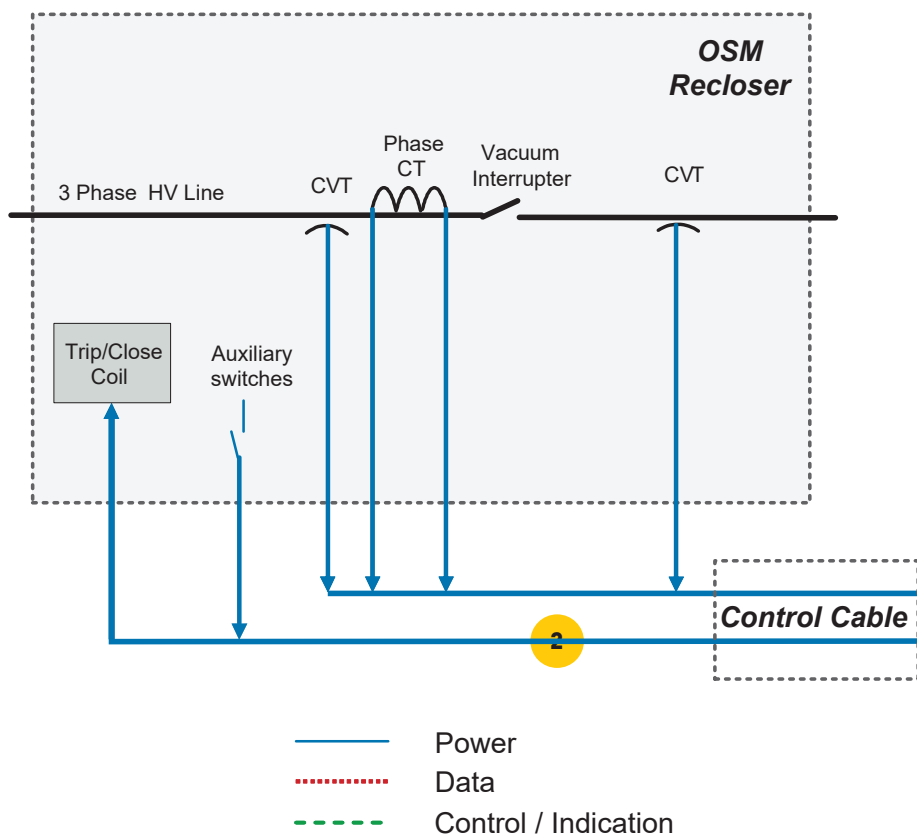 OSM
Recloser
Phase
CT
Vacuum
Interrupter
CVT
CVT
3 Phase HV Line
Trip/Close
Coil
Auxiliary
switches
Control Cable
2
Power
Data
Control / Indication